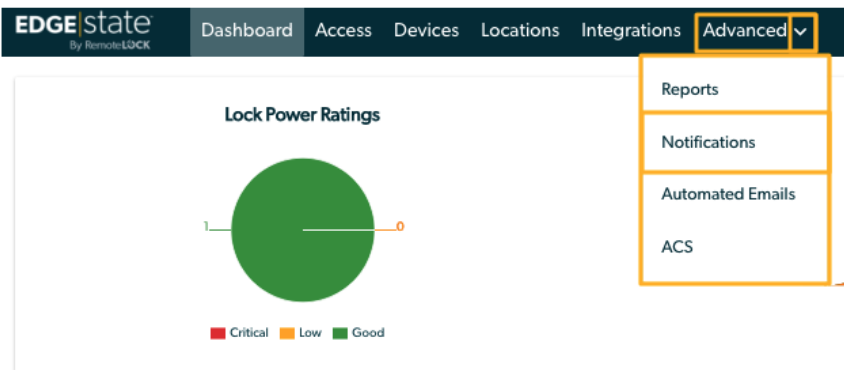 EDGE|state Dashboard Access Devices Locations Integrations Advanced
By RemoteLOCK
Reports
Lock Power Ratings
Notifications
Automated Emails
1 0
ACS
Critical Low Good